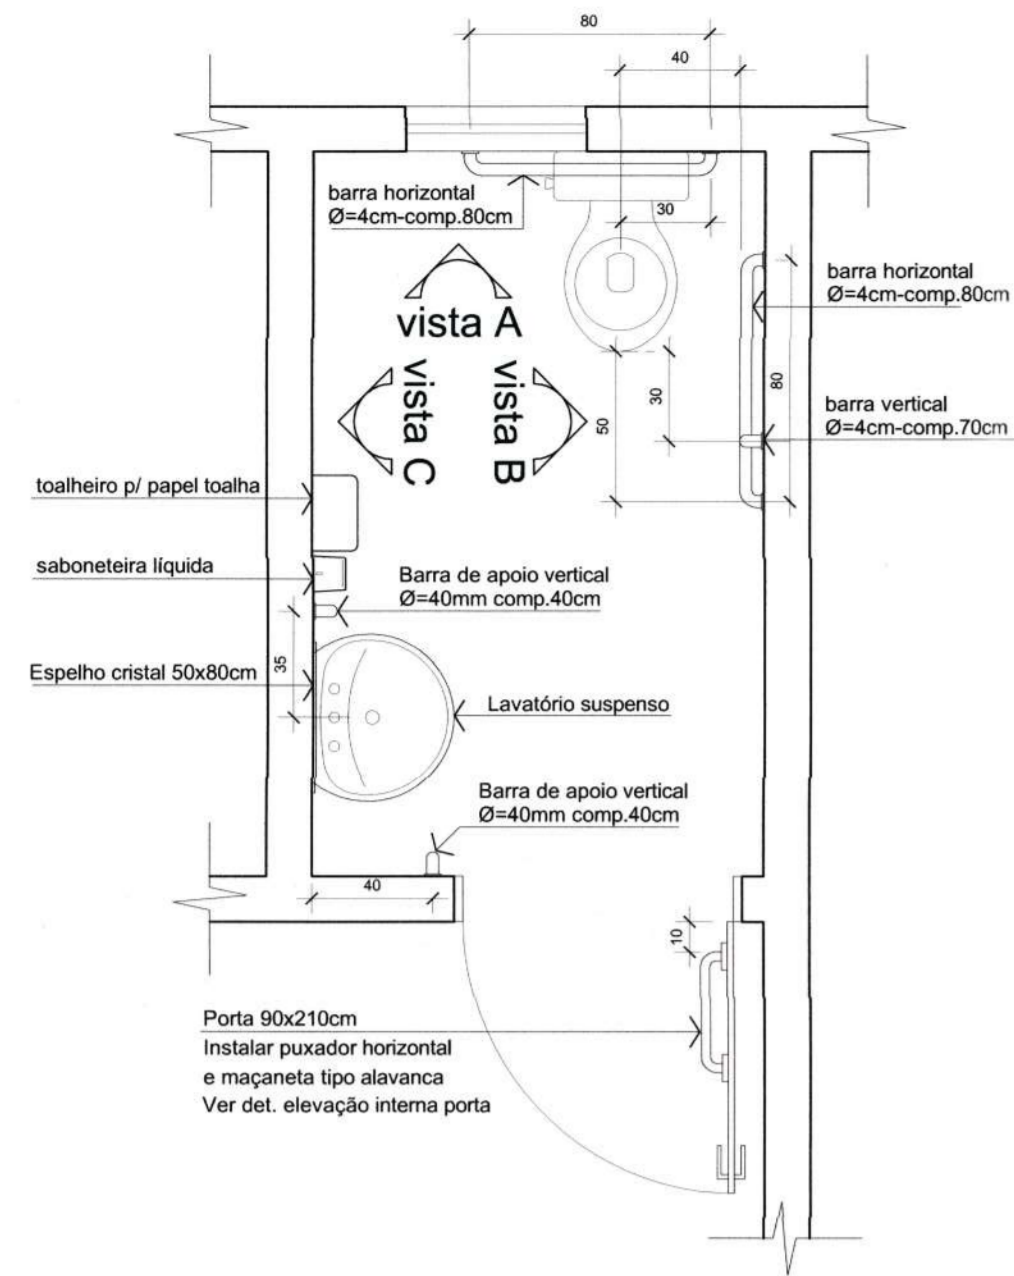 80
40
barra horizontal
Ø=4cm-comp.80cm
30
barra horizontal
Ø=4cm-comp.80cm
vista A
vista C
vista B
80
30
50
barra vertical
Ø=4cm-comp.70cm
toalheiro p/ papel toalha
saboneteira líquida
Barra de apoio vertical
Ø=40mm comp.40cm
35
Espelho cristal 50x80cm
Lavatório suspenso
Barra de apoio vertical
Ø=40mm comp.40cm
40
10
Porta 90x210cm
Instalar puxador horizontal
e maçaneta tipo alavanca
Ver det. elevação interna porta